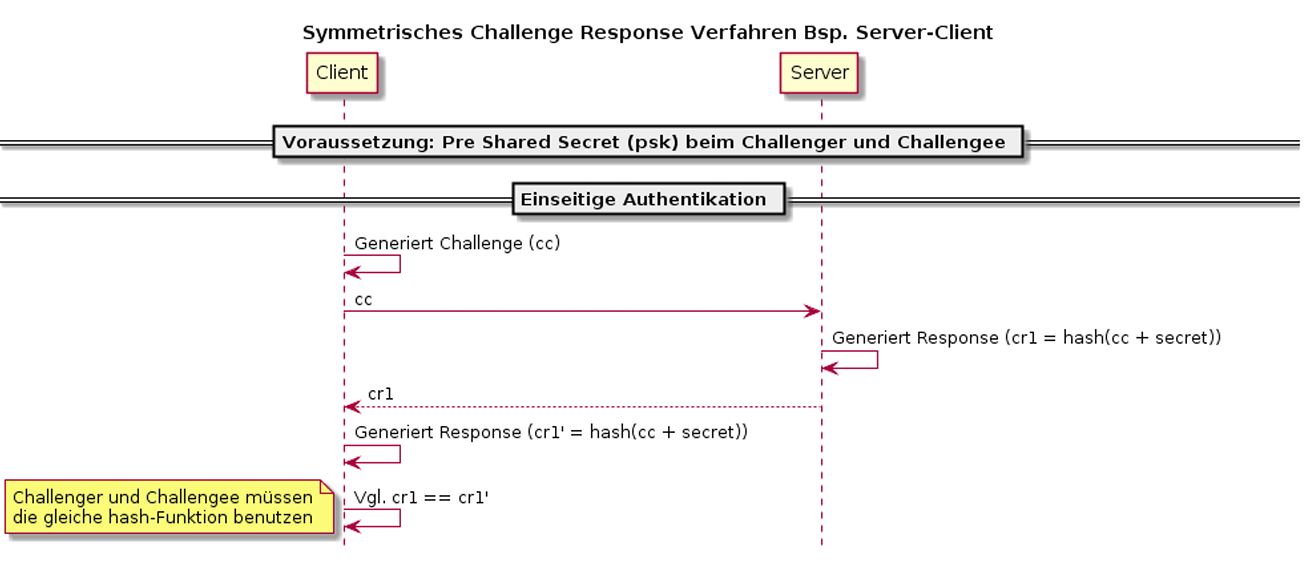 Symmetrisches Challenge Response Verfahren Bsp. Server-Client
Client
Server
Voraussetzung: Pre Shared Secret (psk) beim Challenger und Challengee
Einseitige Authentikation
Generiert Challenge (cc)
cc
Generiert Response (cr1 = hash(cc + secret))
cr1
Generiert Response (cr1' = hash(cc + secret))
Challenger und Challengee müssen
die gleiche hash-Funktion benutzen
Vgl. cr1 == cr1'